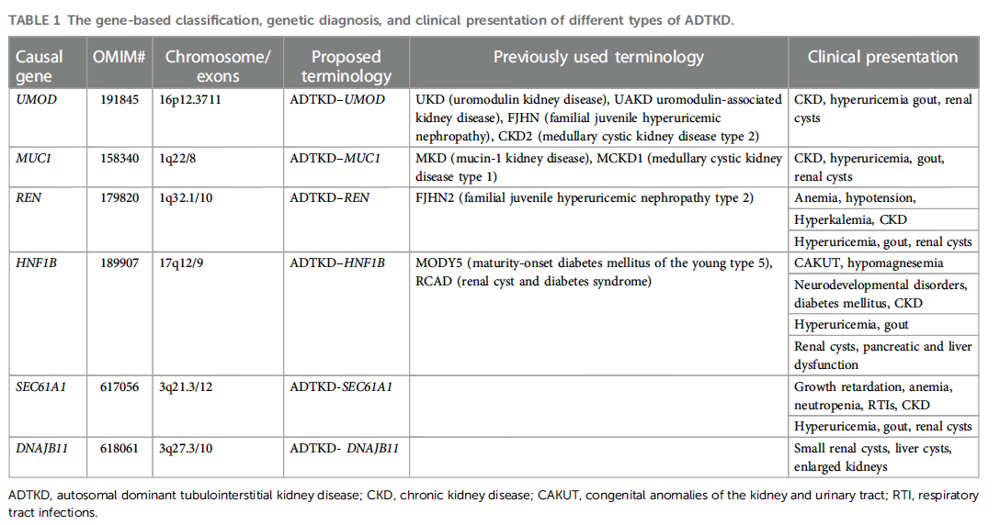 TABLE 1 The gene-based classification, genetic diagnosis, and clinical presentation of different types of ADTKD.
Causal gene OMIM# Chromosome/exons Proposed terminology Previously used terminology Clinical presentation
UMOD 191845 16p12.3711 ADTKD–UMOD UKD (uromodulin kidney disease), UAKD uromodulin-associated CKD, hyperuricemia gout, renal
kidney disease), FJHN (familial juvenile hyperuricemic cysts
nephropathy), CKD2 (medullary cystic kidney disease type 2)
MUC1 158340 1q22/8 ADTKD–MUC1 MKD (mucin-1 kidney disease), MCKD1 (medullary cystic kidney CKD, hyperuricemia, gout,
disease type 1) renal cysts
REN 179820 1q32.1/10 ADTKD–REN FJHN2 (familial juvenile hyperuricemic nephropathy type 2) Anemia, hypotension,
Hyperkalemia, CKD
Hyperuricemia, gout, renal cysts
HNF1B 189907 17q12/9 ADTKD–HNF1B MODY5 (maturity-onset diabetes mellitus of the young type 5), CAKUT, hypomagnesemia
RCAD (renal cyst and diabetes syndrome) Neurodevelopmental disorders,
diabetes mellitus, CKD
Hyperuricemia, gout
Renal cysts, pancreatic and liver
dysfunction
SEC61A1 617056 3q21.3/12 ADTKD-SEC61A1 Growth retardation, anemia,
neutropenia, RTIs, CKD
Hyperuricemia, gout, renal cysts
DNAJB11 618061 3q27.3/10 ADTKD- DNAJB11 Small renal cysts, liver cysts,
enlarged kidneys
ADTKD, autosomal dominant tubulointerstitial kidney disease; CKD, chronic kidney disease; CAKUT, congenital anomalies of the kidney and urinary tract; RTI, respiratory
tract infections.